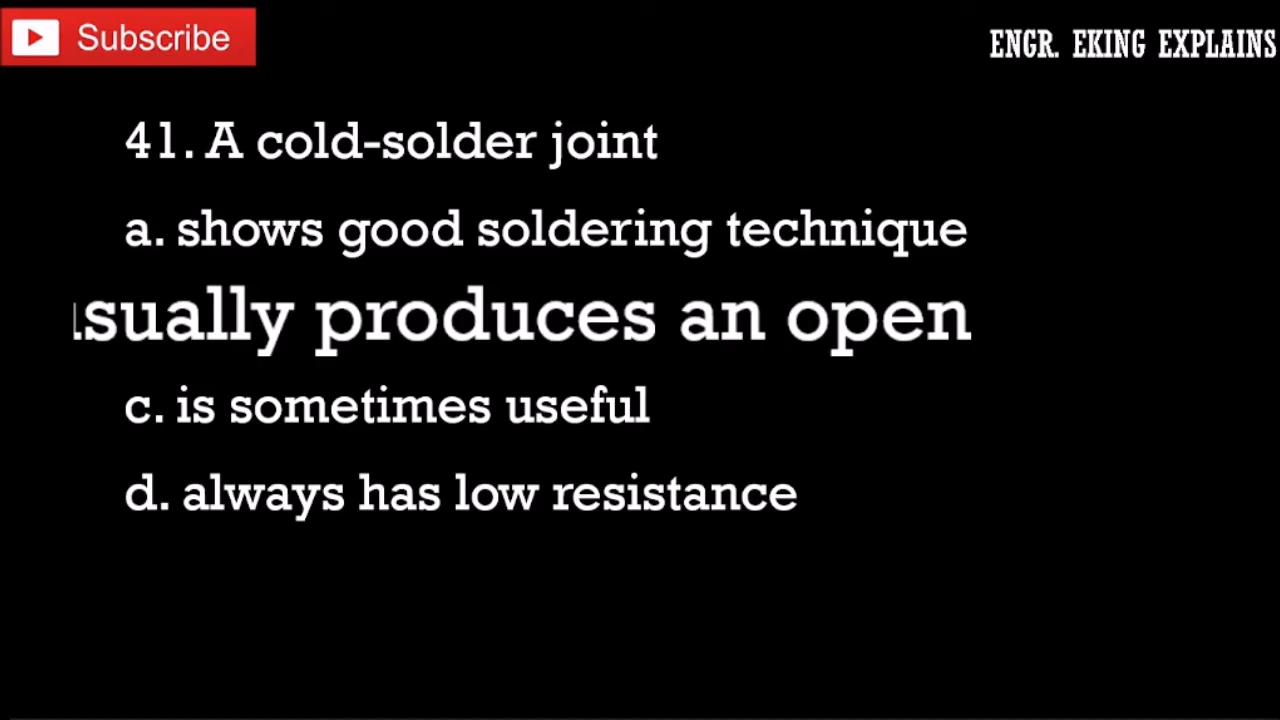 Subscribe
ENGR. EKING EXPLAINS
41. A cold-solder joint
a. shows good soldering technique
produces an open
c. is sometimes useful
d. always has low resistance